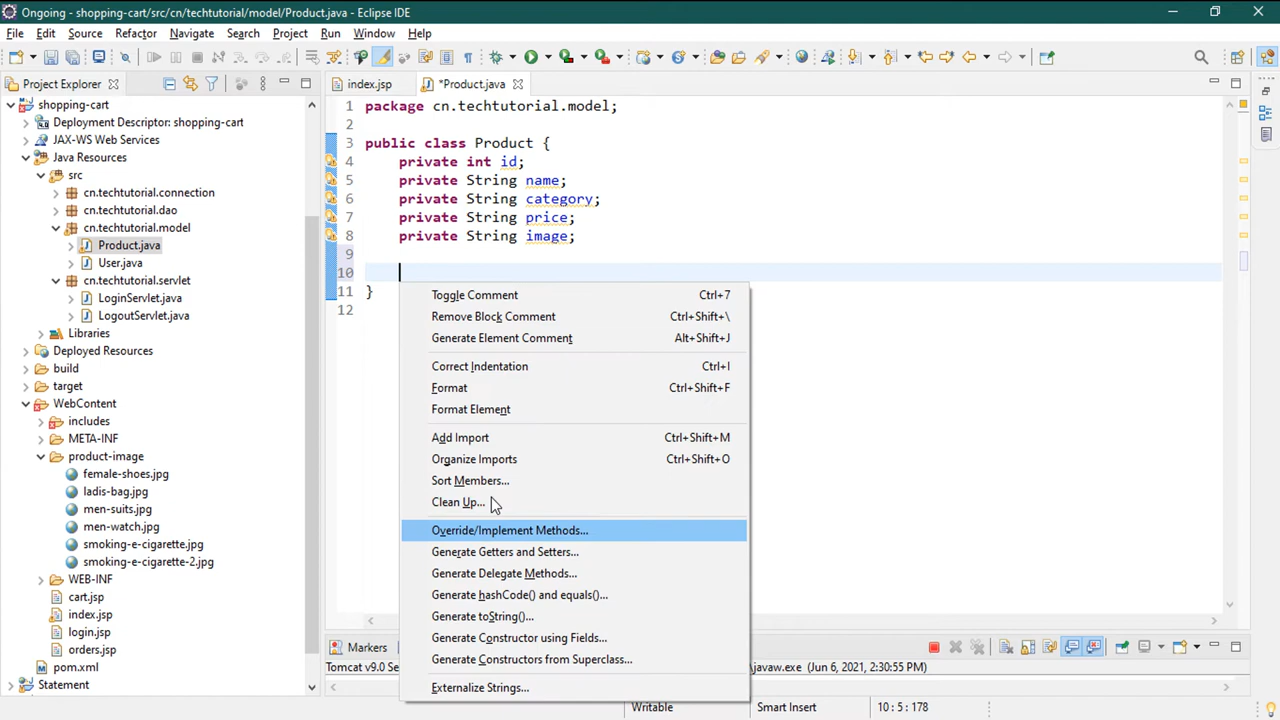 Ongoing - shopping-cart/src/cn/techtutorial/model/Product.java - Eclipse IDE
File Edit Source Refactor Navigate Search Project Run Window Help
Project Explorer
index.jsp
*Product.java
shopping-cart
Deployment Descriptor: shopping-cart
JAX-WS Web Services
Java Resources
src
cn.techtutorial.connection
cn.techtutorial.dao
cn.techtutorial.model
Product.java
User.java
cn.techtutorial.servlet
LoginServlet.java
LogoutServlet.java
Libraries
Deployed Resources
build
target
WebContent
includes
META-INF
product-image
female-shoes.jpg
ladis-bag.jpg
men-suits.jpg
men-watch.jpg
smoking-e-cigarette.jpg
smoking-e-cigarette-2.jpg
WEB-INF
cart.jsp
index.jsp
login.jsp
orders.jsp
pom.xml
Statement
1 package cn.techtutorial.model;
2
3 public class Product {
4 private int id;
5 private String name;
6 private String category;
7 private String price;
8 private String image;
9
10
11 }
12
Toggle Comment Ctrl+7
Remove Block Comment Ctrl+Shift+\
Generate Element Comment Alt+Shift+J
Correct Indentation Ctrl+I
Format Ctrl+Shift+F
Format Element
Add Import Ctrl+Shift+M
Organize Imports Ctrl+Shift+O
Sort Members...
Clean Up...
Override/Implement Methods...
Generate Getters and Setters...
Generate Delegate Methods...
Generate hashCode() and equals()...
Generate toString()...
Generate Constructor using Fields...
Generate Constructors from Superclass...
Externalize Strings...
Markers
Tomcat v9.0 Se
\javaw.exe (Jun 6, 2021, 2:30:55 PM)
Writable Smart Insert 10 : 5 : 178